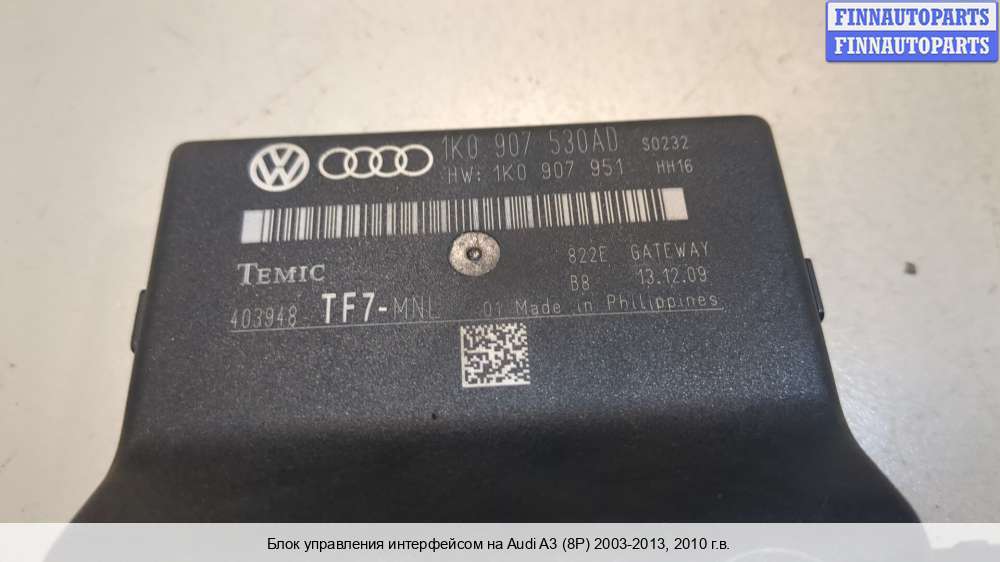 FINNAUTOPARTS
FINNAUTOPARTS
1K0 907 530AD S0232
HW: 1K0 907 951 HH16
822E GATEWAY
TEMIC
B8 13.12.09
403948 TF7-MNL 01 Made in Philippines
Блок управления интерфейсом на Audi A3 (8P) 2003-2013, 2010 г.в.